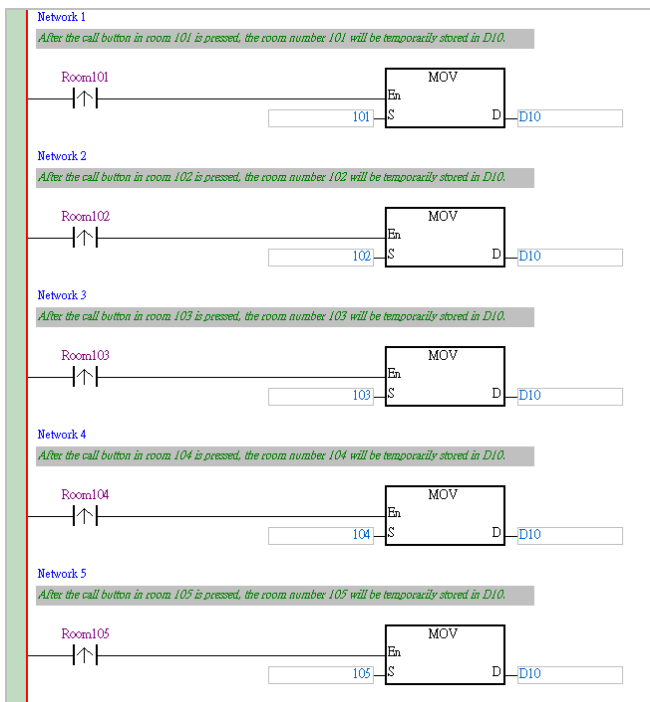 Network 1
After the call button in room 101 is pressed, the room number 101 will be temporarily stored in D10.
Room101
MOV
En
101 S D D10
Network 2
After the call button in room 102 is pressed, the room number 102 will be temporarily stored in D10.
Room102
MOV
En
102 S D D10
Network 3
After the call button in room 103 is pressed, the room number 103 will be temporarily stored in D10.
Room103
MOV
En
103 S D D10
Network 4
After the call button in room 104 is pressed, the room number 104 will be temporarily stored in D10.
Room104
MOV
En
104 S D D10
Network 5
After the call button in room 105 is pressed, the room number 105 will be temporarily stored in D10.
Room105
MOV
En
105 S D D10